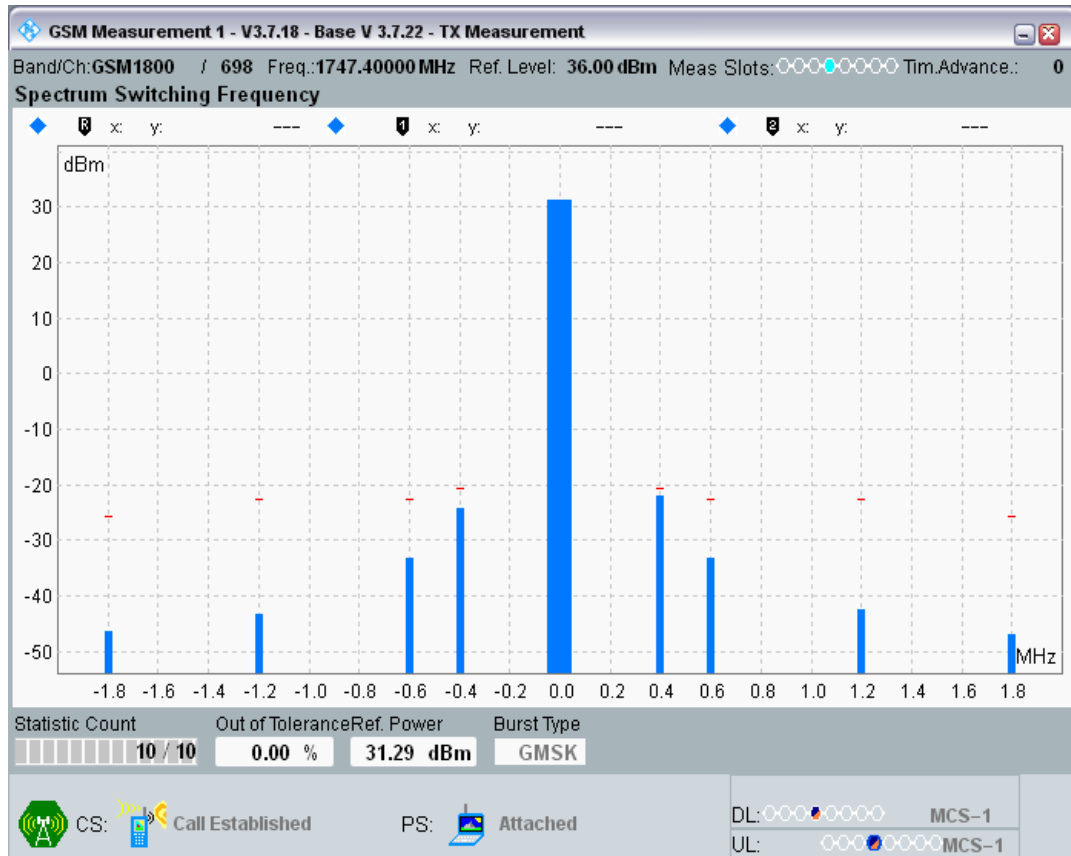 GSM Measurement 1 - V3.7.18 - Base V 3.7.22 - TX Measurement
Band/Ch:GSM1800 / 698 Freq.:1747.40000 MHz Ref. Level: 36.00 dBm Meas Slots: Tim.Advance.: 0
Spectrum Switching Frequency
R x: y: --- 1 x: y: --- 2 x: y: ---
dBm
30
20
10
0
-10
-20
-30
-40
-50
MHz
-1.8 -1.6 -1.4 -1.2 -1.0 -0.8 -0.6 -0.4 -0.2 0.0 0.2 0.4 0.6 0.8 1.0 1.2 1.4 1.6 1.8
Statistic Count Out of Tolerance Ref. Power Burst Type
10 / 10 0.00 % 31.29 dBm GMSK
CS: Call Established PS: Attached DL: MCS-1
UL: MCS-1